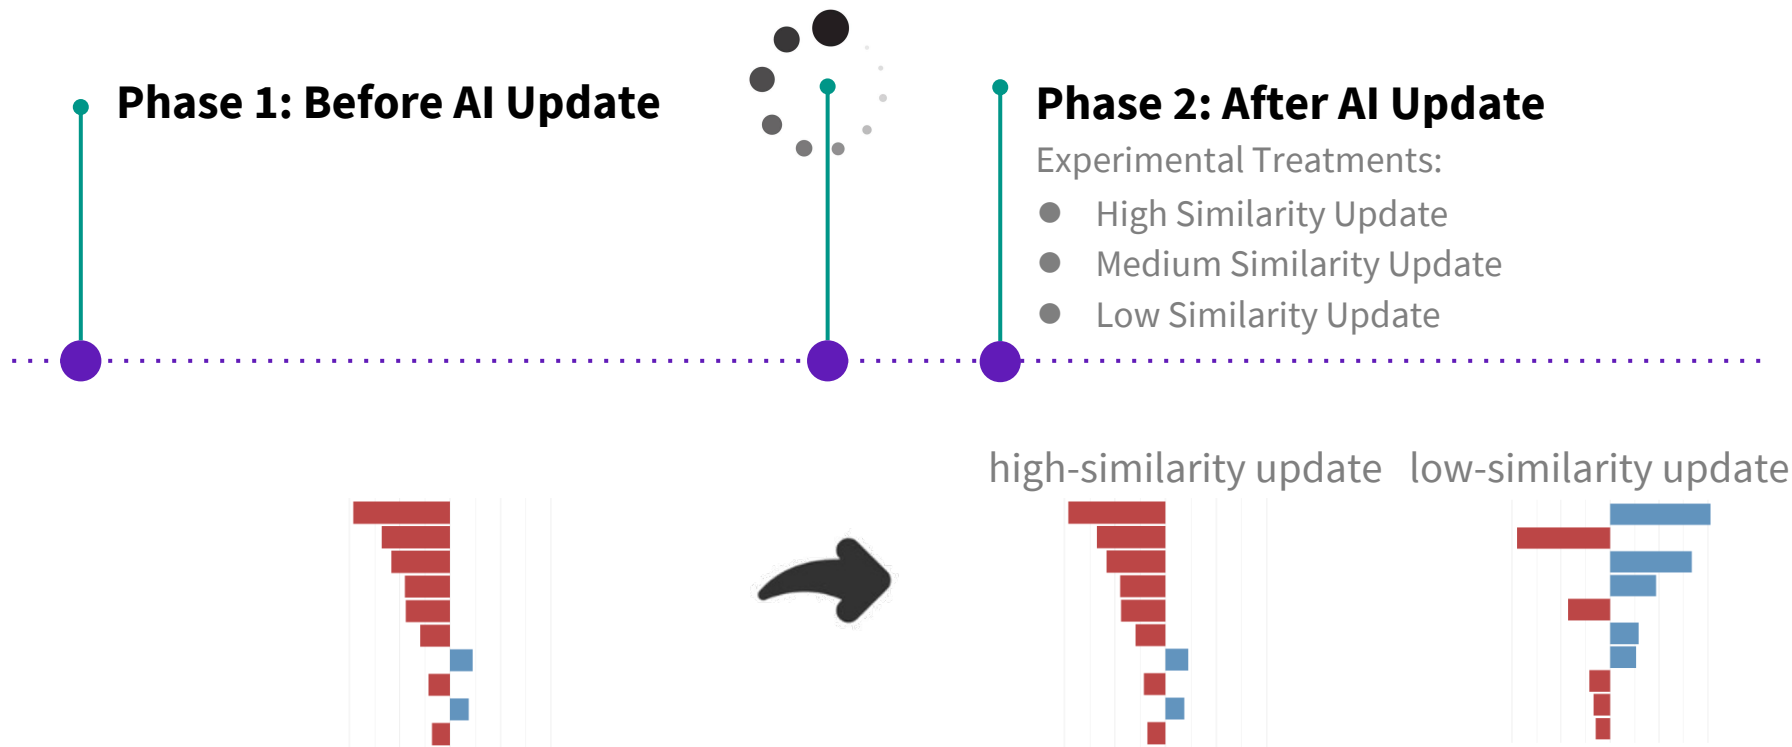 Phase 1: Before AI Update
Phase 2: After AI Update
Experimental Treatments:
High Similarity Update
Medium Similarity Update
Low Similarity Update
high-similarity update
low-similarity update